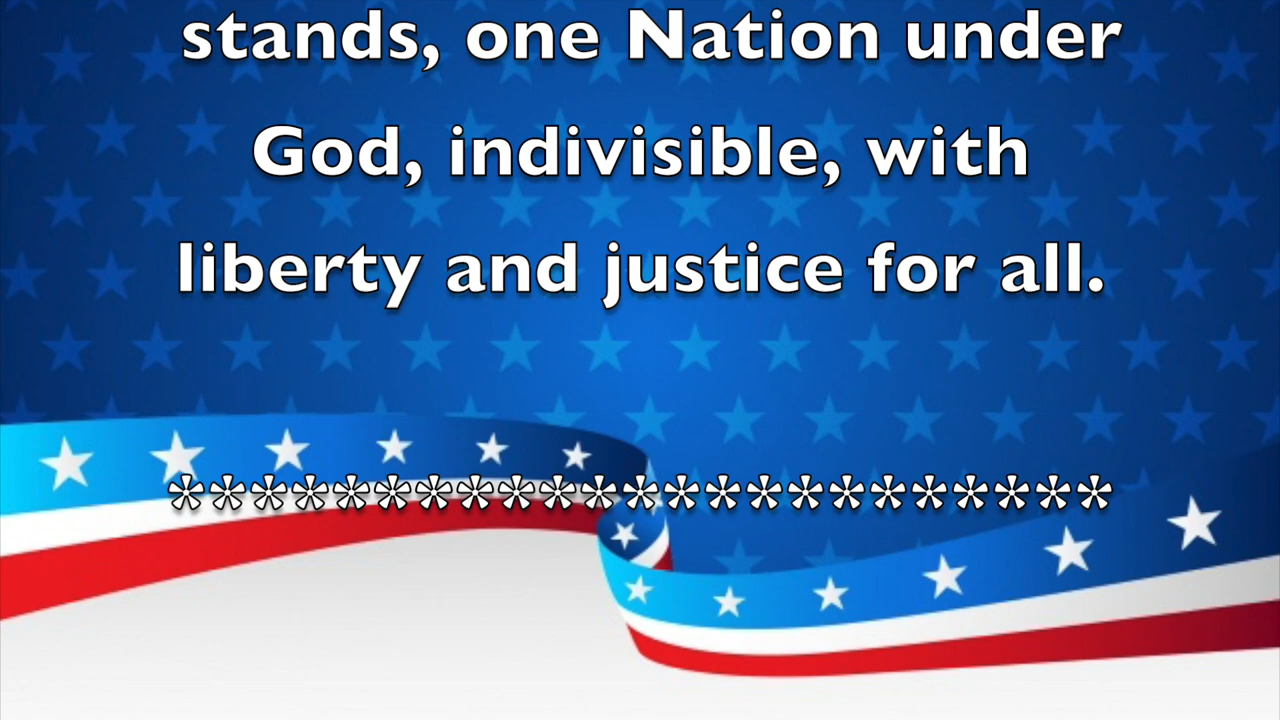 stands, one Nation under
God, indivisible, with
liberty and justice for all.
***********************